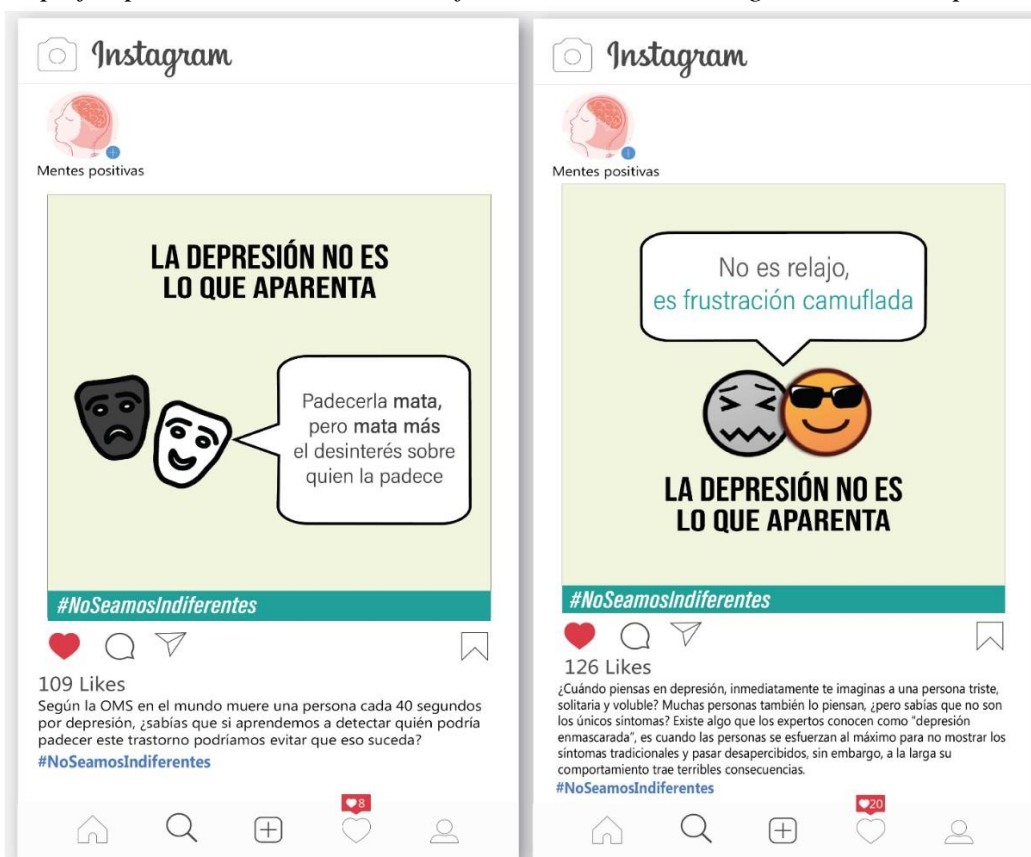 Instagram
Mentes positivas
LA DEPRESIÓN NO ES
LO QUE APARENTA
Padecerla mata,
pero mata más
el desinterés sobre
quien la padece
#NoSeamosIndiferentes
109 Likes
Según la OMS en el mundo muere una persona cada 40 segundos
por depresión, ¿sabías que si aprendemos a detectar quién podría
padecer este trastorno podríamos evitar que eso suceda?
#NoSeamosIndiferentes
8
Instagram
Mentes positivas
No es relajo,
es frustración camuflada
LA DEPRESIÓN NO ES
LO QUE APARENTA
#NoSeamosIndiferentes
126 Likes
¿Cuándo piensas en depresión, inmediatamente te imaginas a una persona triste,
solitaria y voluble? Muchas personas también lo piensan, ¿pero sabías que no son
los únicos sintomas? Existe algo que los expertos conocen como “depresión
enmascarada”, es cuando las personas se esfuerzan al máximo para no mostrar los
síntomas tradicionales y pasar desapercibidos, sin embargo, a la larga su
comportamiento trae terribles consecuencias.
#NoSeamosIndiferentes
20